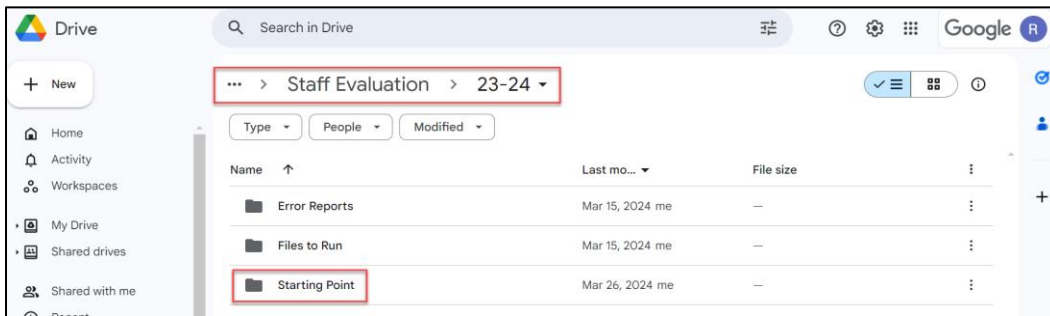 Drive
Search in Drive
Google R
New
... > Staff Evaluation > 23-24
Type People Modified
Home
Activity
Workspaces
My Drive
Shared drives
Shared with me
Recent
Name Last mo... File size
Error Reports Mar 15, 2024 me —
Files to Run Mar 15, 2024 me —
Starting Point Mar 26, 2024 me —